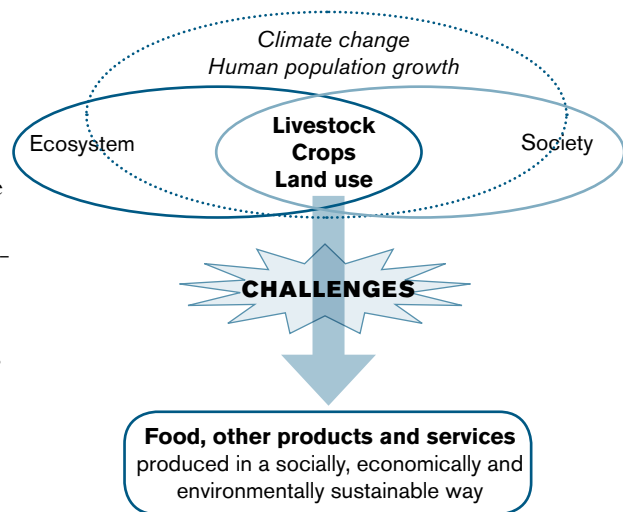 Climate change
Human population growth
Ecosystem
Livestock
Crops
Land use
Society
e
–
CHALLENGES
Food, other products and services
produced in a socially, economically and
environmentally sustainable way